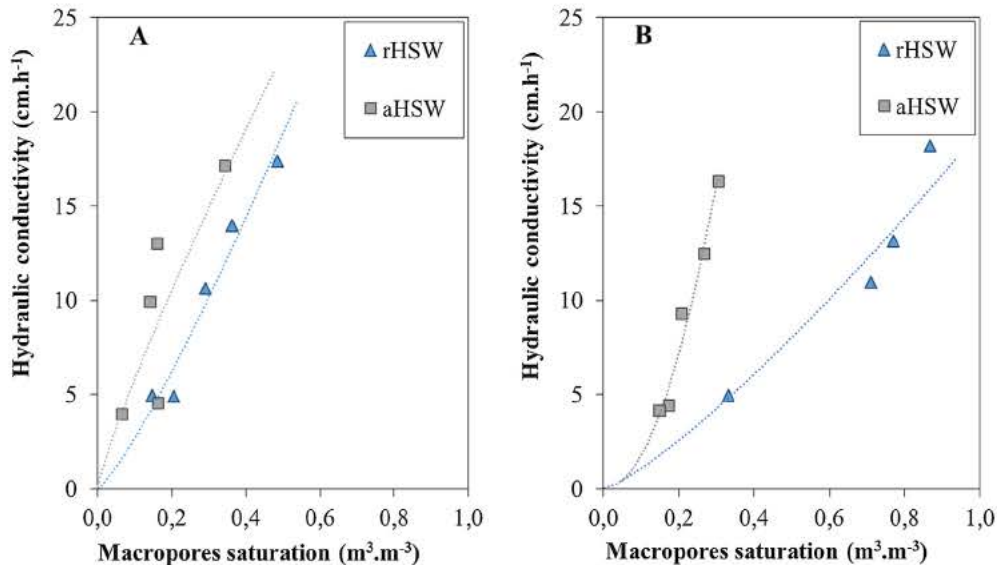 A
rHSW
aHSW
Hydraulic conductivity (cm.h⁻¹)
25
20
15
10
5
0
0,0 0,2 0,4 0,6 0,8 1,0
Macropores saturation (m³.m⁻³)
B
rHSW
aHSW
Hydraulic conductivity (cm.h⁻¹)
25
20
15
10
5
0
0,0 0,2 0,4 0,6 0,8 1,0
Macropores saturation (m³.m⁻³)